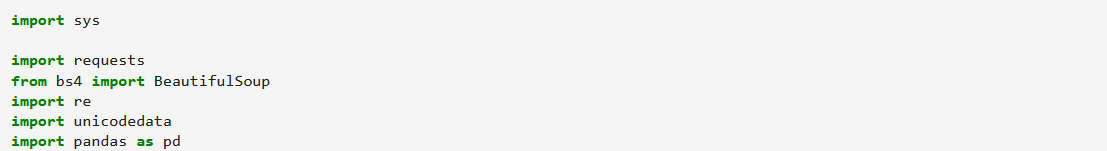 import sys
import requests
from bs4 import BeautifulSoup
import re
import unicodedata
import pandas as pd